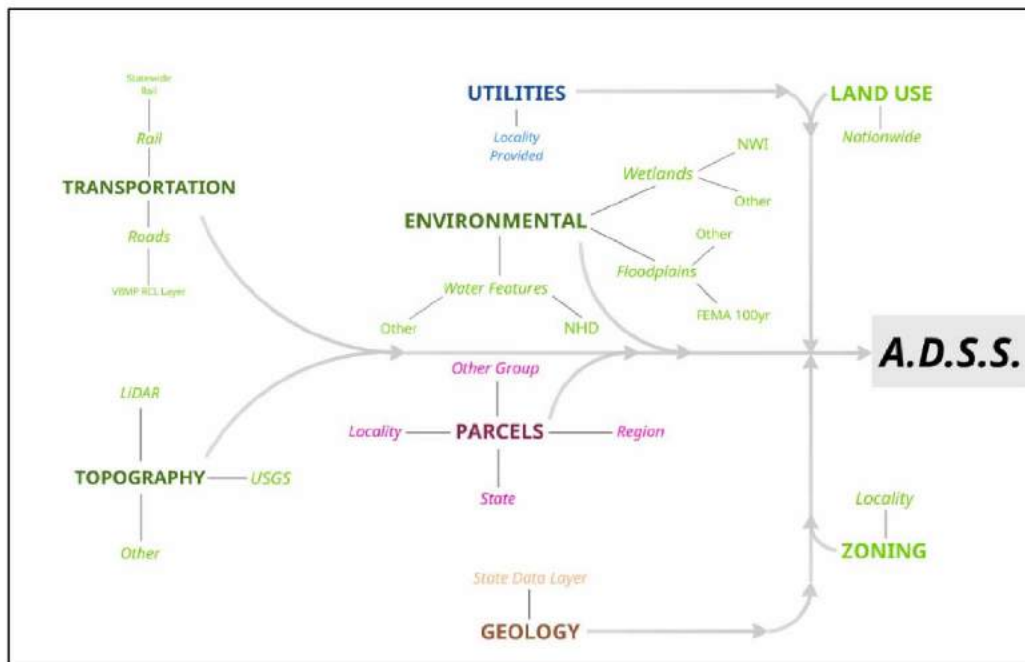 Statewide
Rail
Rail
TRANSPORTATION
Roads
VBMP RCL Layer
UTILITIES
Locality
Provided
LAND USE
Nationwide
ENVIRONMENTAL
Wetlands
NWI
Other
Floodplains
Other
FEMA 100yr
Water Features
Other
NHD
A.D.S.S.
LiDAR
TOPOGRAPHY
USGS
Other
Other Group
Locality
PARCELS
Region
State
Locality
ZONING
State Data Layer
GEOLOGY